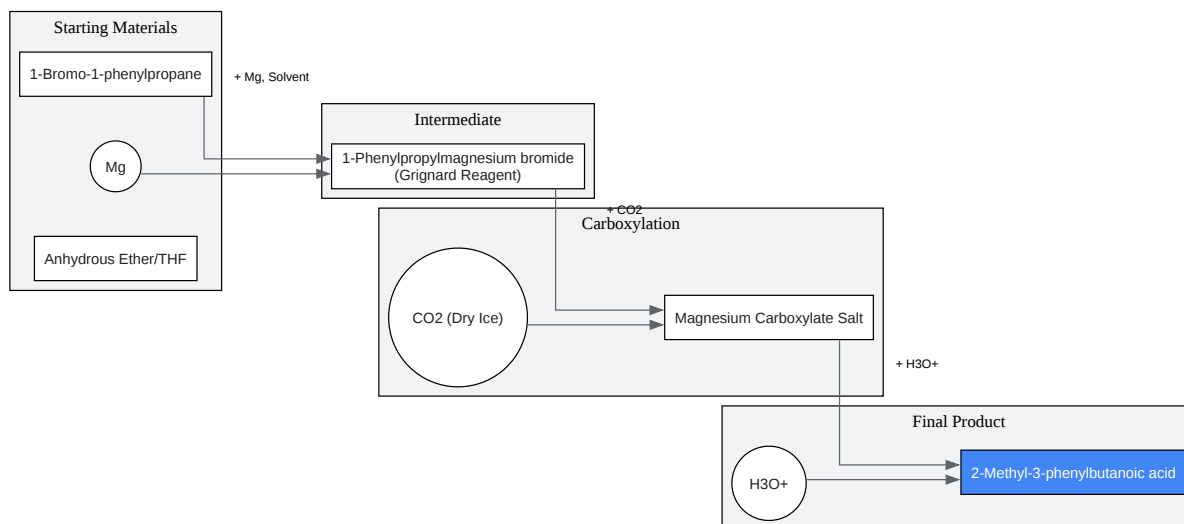 Starting Materials
1-Bromo-1-phenylpropane
+ Mg, Solvent
Mg
Anhydrous Ether/THF
Intermediate
1-Phenylpropylmagnesium bromide
(Grignard Reagent)
+ CO2
Carboxylation
CO2 (Dry Ice)
Magnesium Carboxylate Salt
+ H3O+
Final Product
H3O+
2-Methyl-3-phenylbutanoic acid